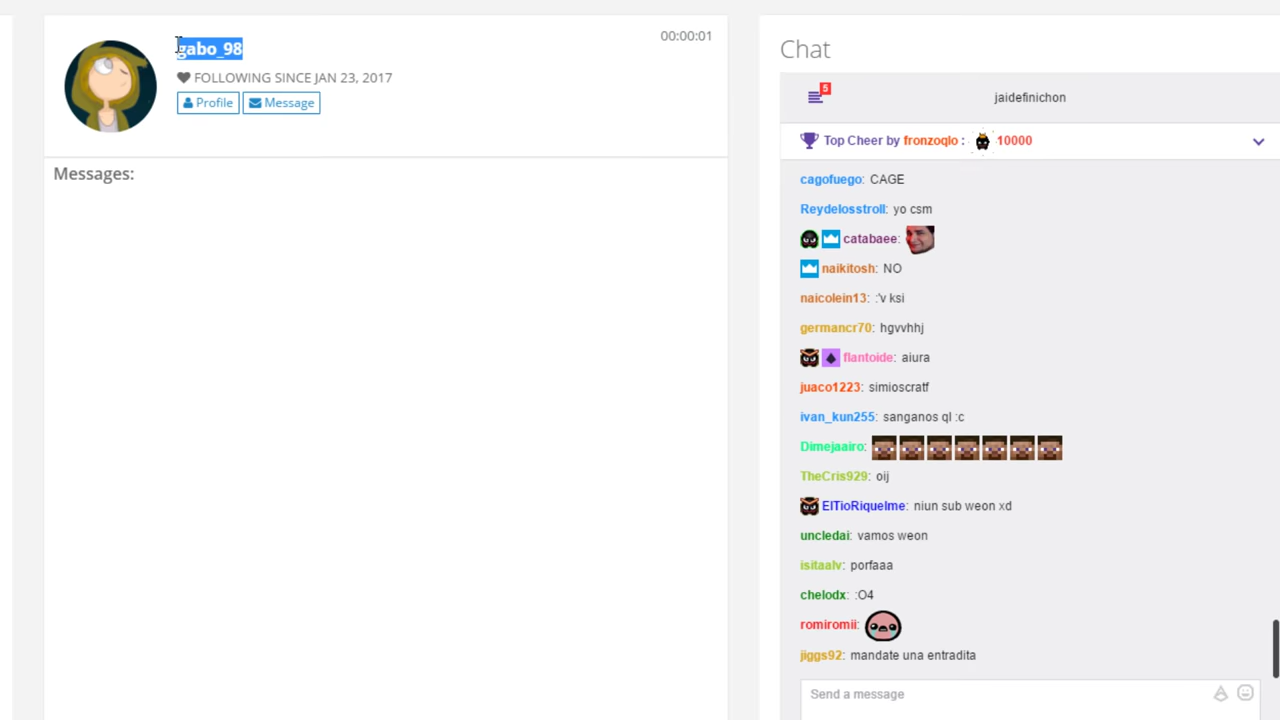 gabo_98
00:00:01
FOLLOWING SINCE JAN 23, 2017
Profile
Message
Messages:
Chat
5
jaidefinichon
Top Cheer by fronzoqlo : 10000
cagofuego: CAGE
Reydelosstroll: yo csm
catabaee:
naikitosh: NO
naicolein13: :'v ksi
germancr70: hgvvhhj
flantoide: aiura
juaco1223: simioscratf
ivan_kun255: sanganos ql :c
Dimejaairo:
TheCris929: oij
ElTioRiquelme: niun sub weon xd
uncledai: vamos weon
isitaalv: porfaaa
chelodx: :O4
romiromii:
jiggs92: mandate una entradita
Send a message